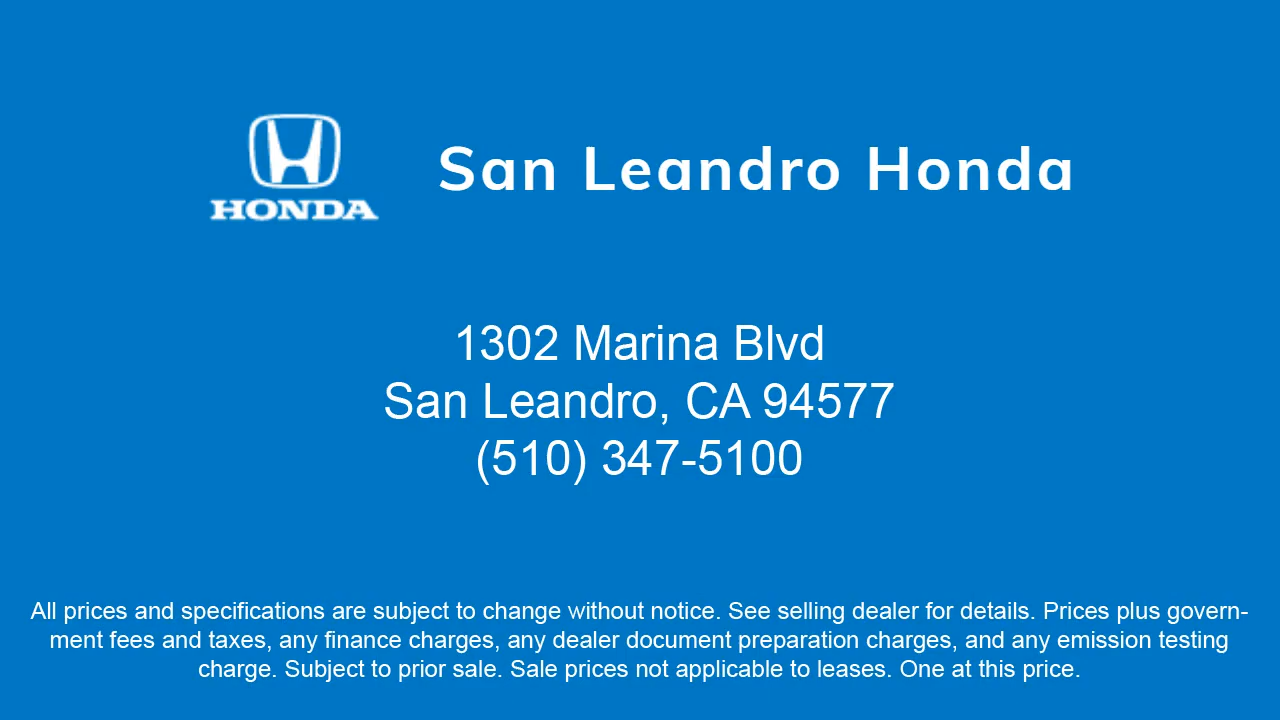 HONDA
San Leandro Honda
1302 Marina Blvd
San Leandro, CA 94577
(510) 347-5100
All prices and specifications are subject to change without notice. See selling dealer for details. Prices plus govern-
ment fees and taxes, any finance charges, any dealer document preparation charges, and any emission testing
charge. Subject to prior sale. Sale prices not applicable to leases. One at this price.